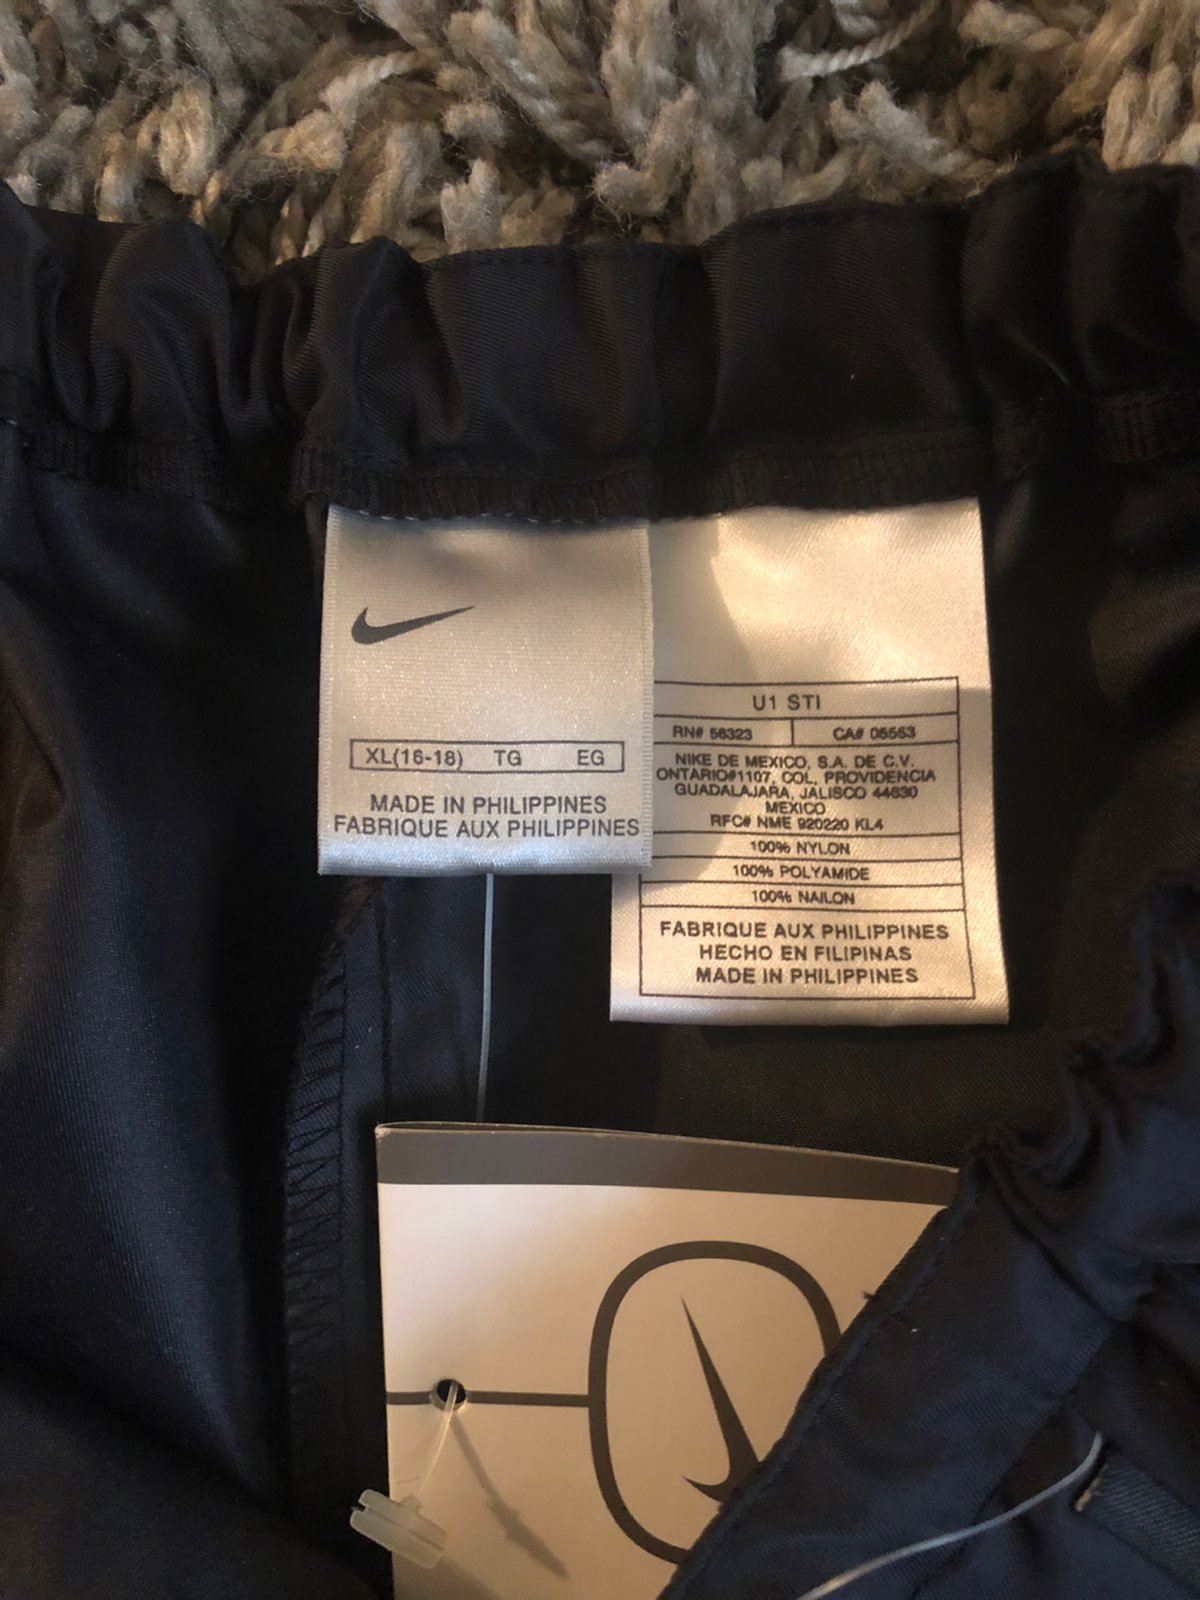 XL(16-18) TG EG
MADE IN PHILIPPINES
FABRIQUE AUX PHILIPPINES
U1 STI
RN# 56323 CA# 05553
NIKE DE MEXICO, S.A. DE C.V.
ONTARIO#1107, COL, PROVIDENCIA
GUADALAJARA, JALISCO 44630
MEXICO
RFC# NME 920220 KL4
100% NYLON
100% POLYAMIDE
100% NAILON
FABRIQUE AUX PHILIPPINES
HECHO EN FILIPINAS
MADE IN PHILIPPINES